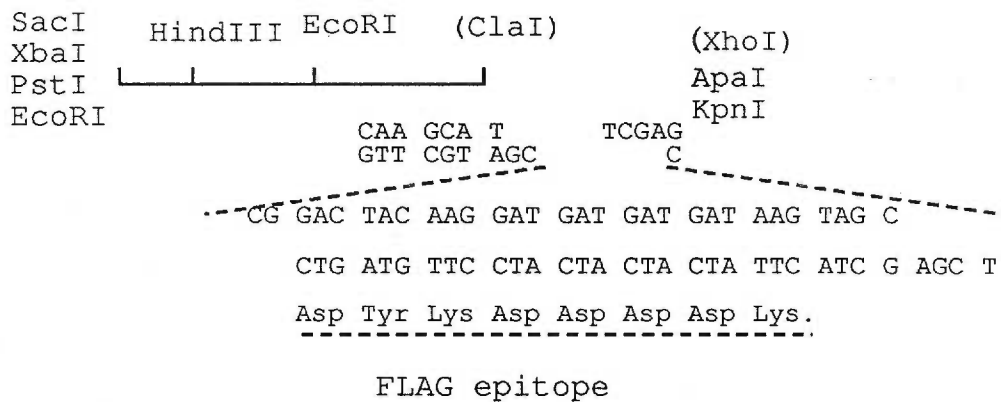 SacI HindIII EcoRI (ClaI)
XbaI (XhoI)
PstI ApaI
EcoRI KpnI
CAA GCA T TCGAG
GTT CGT AGC C
CG GAC TAC AAG GAT GAT GAT GAT AAG TAG C
CTG ATG TTC CTA CTA CTA CTA TTC ATC G AGC T
Asp Tyr Lys Asp Asp Asp Asp Lys.
FLAG epitope